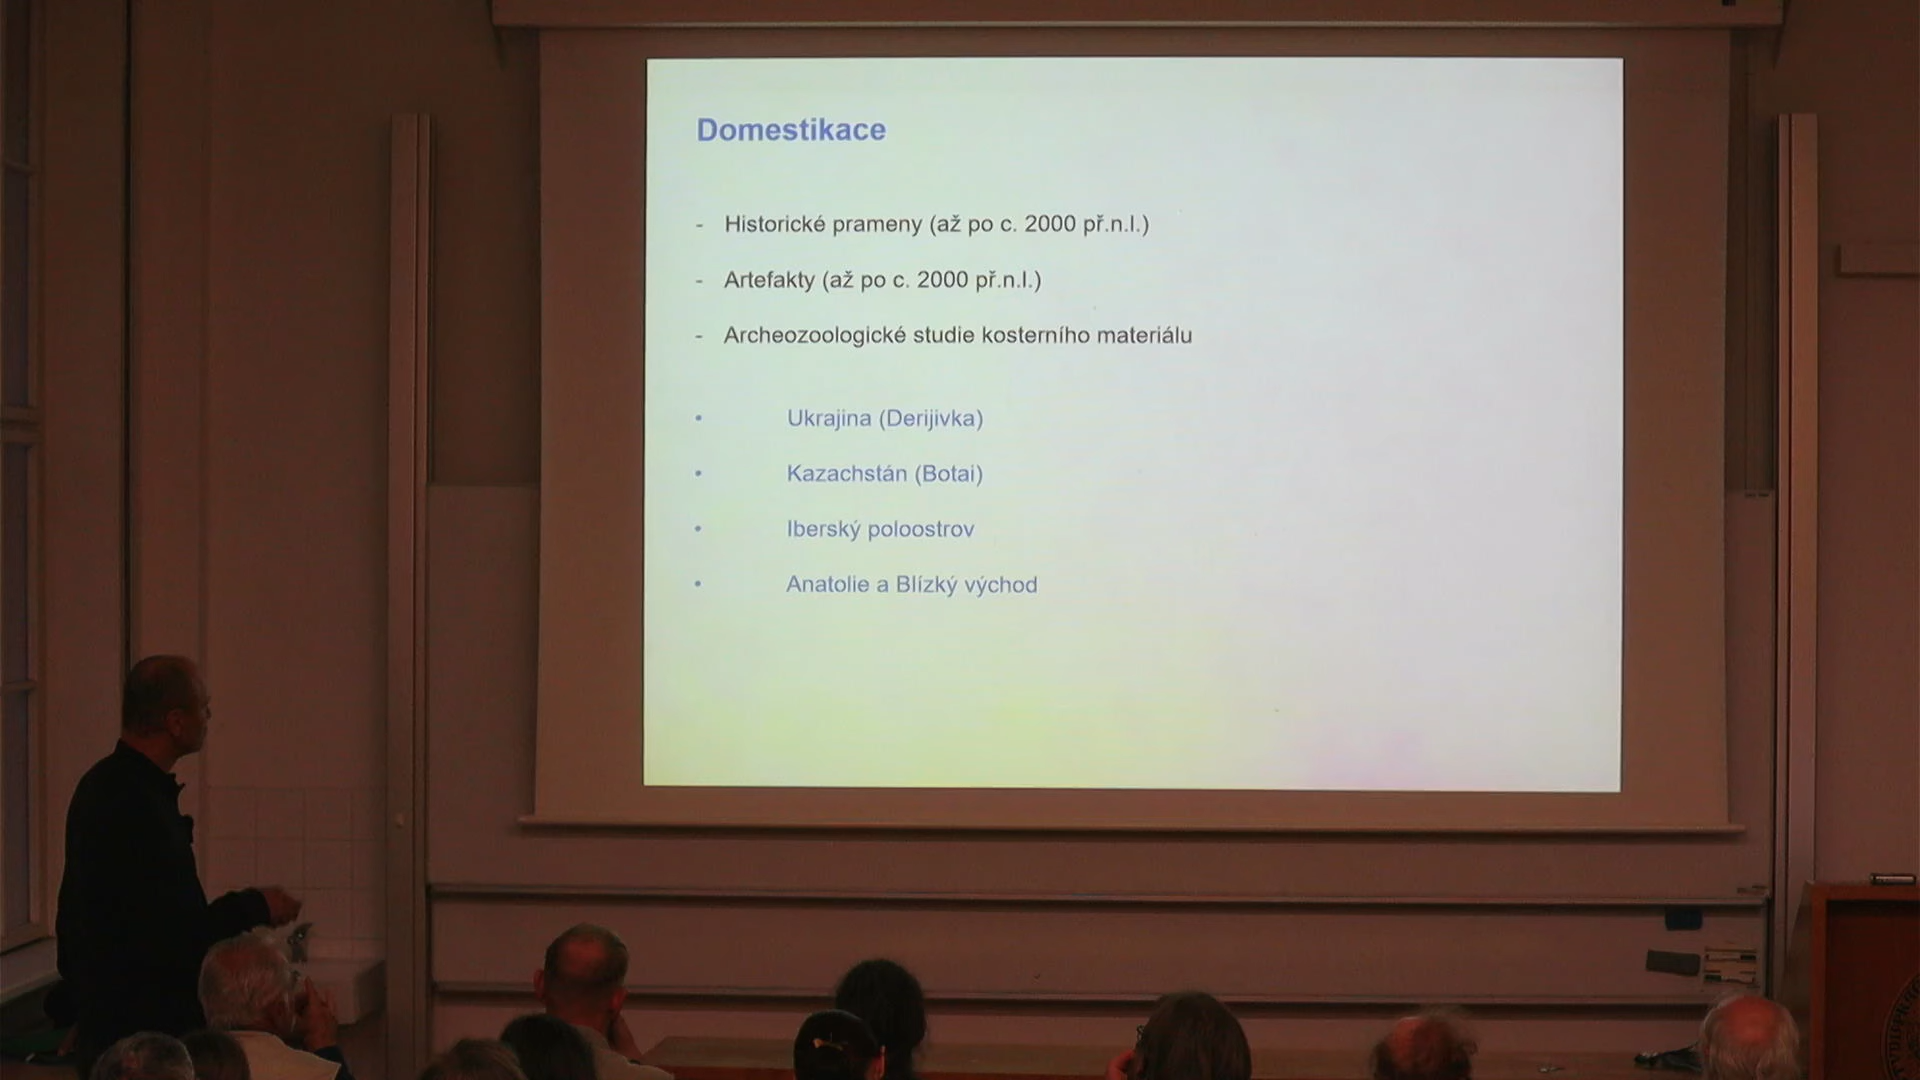 Domestikace
- Historické prameny (až po c. 2000 př.n.l.)
- Artefakty (až po c. 2000 př.n.l.)
- Archeozoologické studie kosterního materiálu
• Ukrajina (Derijivka)
• Kazachstán (Botai)
• Iberský poloostrov
• Anatolie a Blízký východ